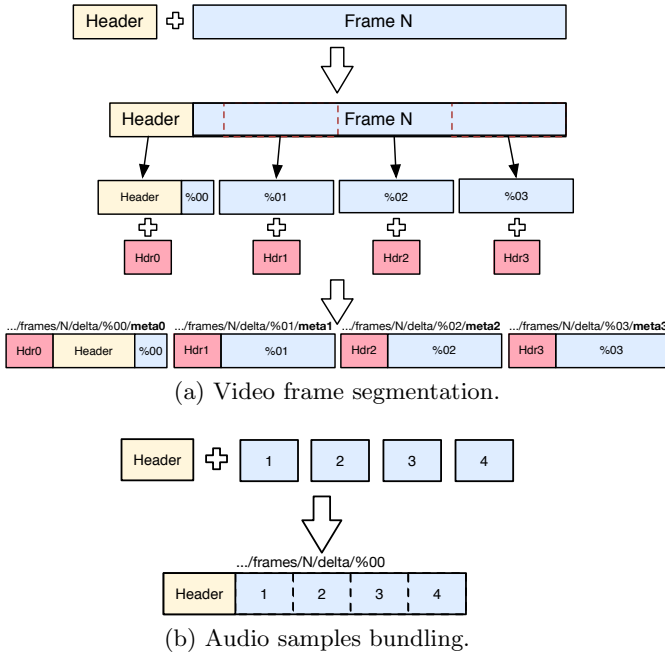 Header Frame N
Header Frame N
Header %00 %01 %02 %03
Hdr0 Hdr1 Hdr2 Hdr3
.../frames/N/delta/%00/meta0 .../frames/N/delta/%01/meta1 .../frames/N/delta/%02/meta2 .../frames/N/delta/%03/meta3
Hdr0 Header %00 Hdr1 %01 Hdr2 %02 Hdr3 %03
(a) Video frame segmentation.
Header 1 2 3 4
.../frames/N/delta/%00
Header 1 2 3 4
(b) Audio samples bundling.